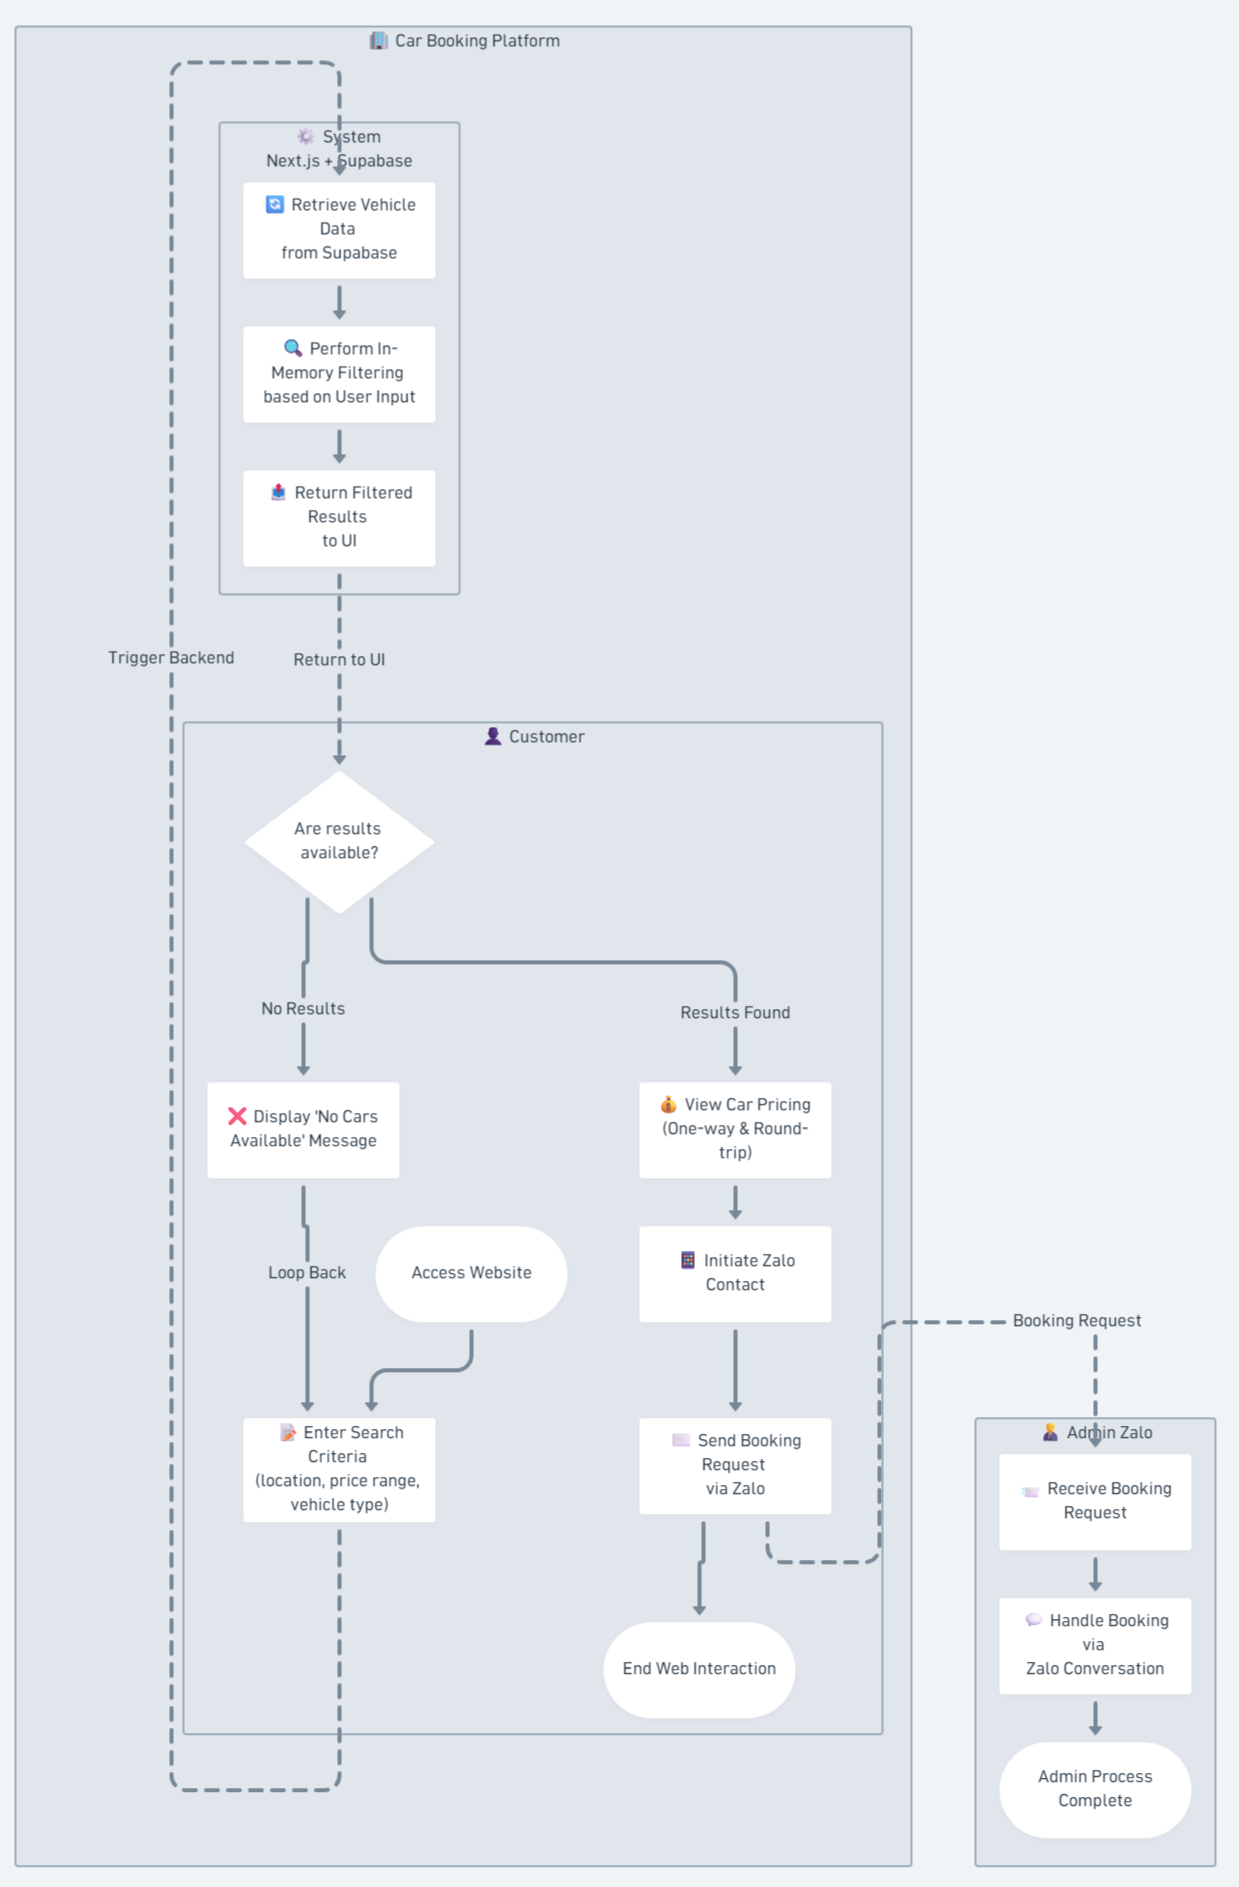 Car Booking Platform
System
Next.js + Supabase
Retrieve Vehicle
Data
from Supabase
Perform In-
Memory Filtering
based on User Input
Return Filtered
Results
to UI
Trigger Backend
Return to UI
Customer
Are results
available?
No Results
Results Found
Display 'No Cars
Available' Message
View Car Pricing
(One-way & Round-
trip)
Loop Back
Access Website
Initiate Zalo
Contact
Booking Request
Enter Search
Criteria
(location, price range,
vehicle type)
Send Booking
Request
via Zalo
Admin Zalo
Receive Booking
Request
End Web Interaction
Handle Booking
via
Zalo Conversation
Admin Process
Complete